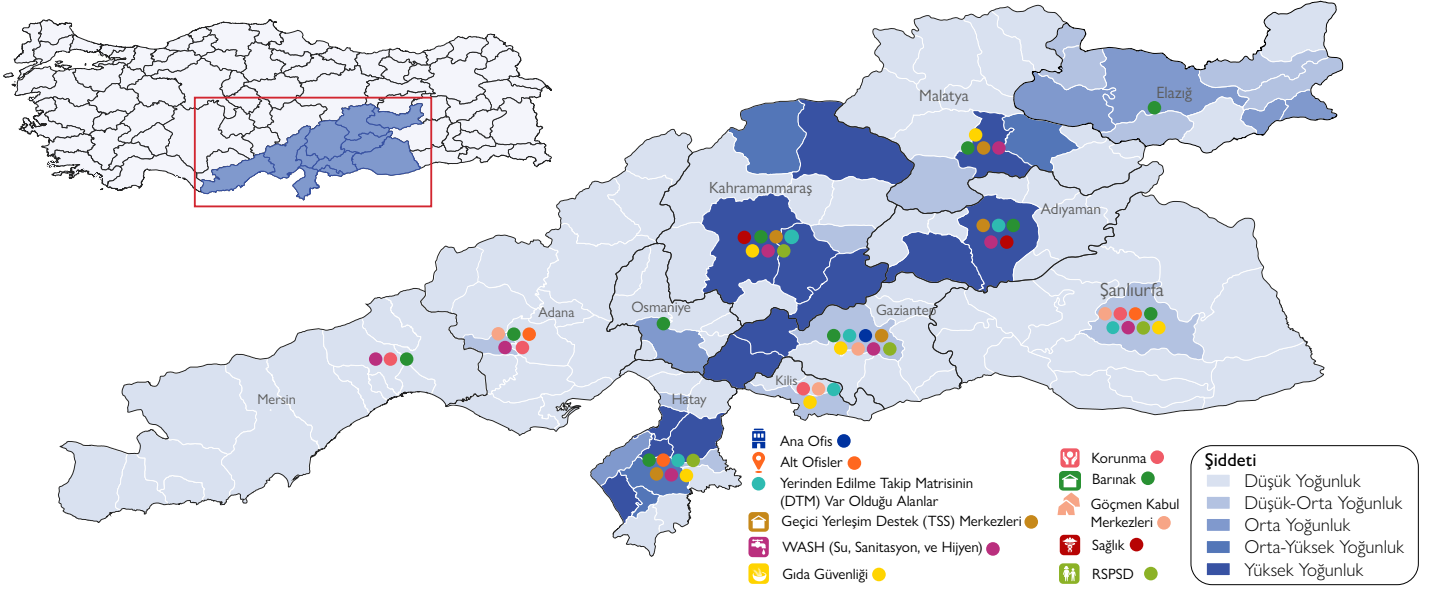 Malatya
Elazığ
Kahramanmaraş
Adıyaman
Şanlıurfa
Osmaniye
Adana
Gaziantep
Kilis
Mersin
Hatay
Ana Ofis
Alt Ofisler
Yerinden Edilme Takip Matrisinin
(DTM) Var Olduğu Alanlar
Geçici Yerleşim Destek (TSS) Merkezleri
WASH (Su, Sanitasyon, ve Hijyen)
Gıda Güvenliği
Korunma
Barınak
Göçmen Kabul
Merkezleri
Sağlık
RSPSD
Şiddeti
Düşük Yoğunluk
Düşük-Orta Yoğunluk
Orta Yoğunluk
Orta-Yüksek Yoğunluk
Yüksek Yoğunluk